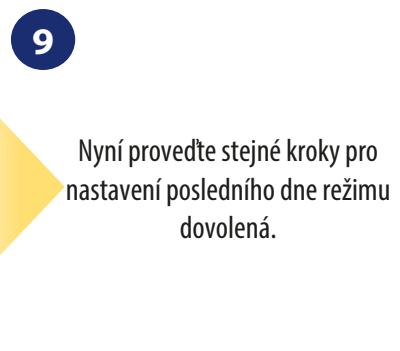 9
Nyní proveďte stejné kroky pro
nastavení posledního dne režimu
dovolená.